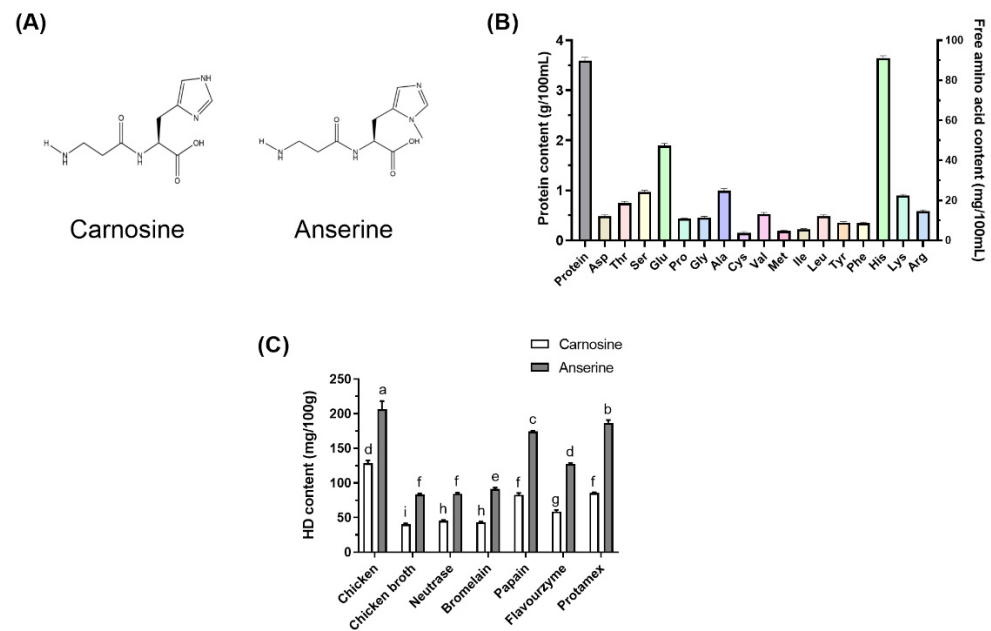 (A)
NH
N
O
H
N
H
N
H
OH
O
Carnosine
N
N
O
H
N
H
N
H
OH
O
Anserine
(B)
Protein content (g/100mL)
4
3
2
1
0
100
80
60
40
20
0
Free amino acid content (mg/100mL)
Protein
Asp
Thr
Ser
Glu
Pro
Gly
Ala
Cys
Val
Met
Ile
Leu
Tyr
Phe
His
Lys
Arg
(C)
Carnosine
Anserine
HD content (mg/100g)
250
200
150
100
50
0
d
a
i
f
h
f
h
e
f
c
g
d
f
b
Chicken
Chicken broth
Neutrase
Bromelain
Papain
Flavourzyme
Protamex